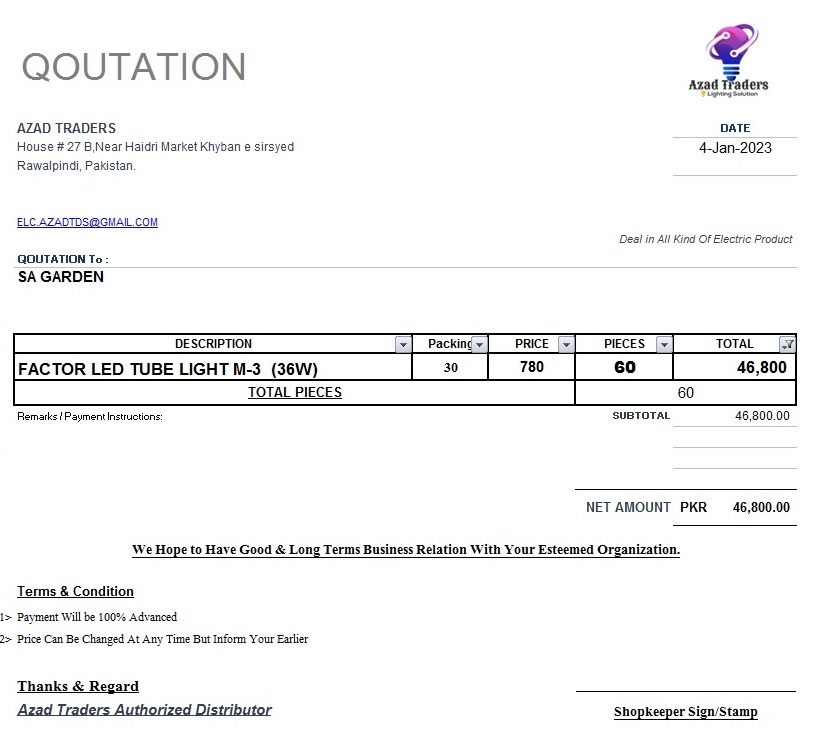 QOUTATION
Azad Traders
Lighting Solution
AZAD TRADERS
DATE
House # 27 B,Near Haidri Market Khyban e sirsyed
4-Jan-2023
Rawalpindi, Pakistan.
ELC.AZADTDS@GMAIL.COM
Deal in All Kind Of Electric Product
QOUTATION To :
SA GARDEN
DESCRIPTION Packing PRICE PIECES TOTAL
FACTOR LED TUBE LIGHT M-3 (36W) 30 780 60 46,800
TOTAL PIECES 60
Remarks / Payment Instructions: SUBTOTAL 46,800.00
NET AMOUNT PKR 46,800.00
We Hope to Have Good & Long Terms Business Relation With Your Esteemed Organization.
Terms & Condition
1> Payment Will be 100% Advanced
2> Price Can Be Changed At Any Time But Inform Your Earlier
Thanks & Regard
Azad Traders Authorized Distributor
Shopkeeper Sign/Stamp